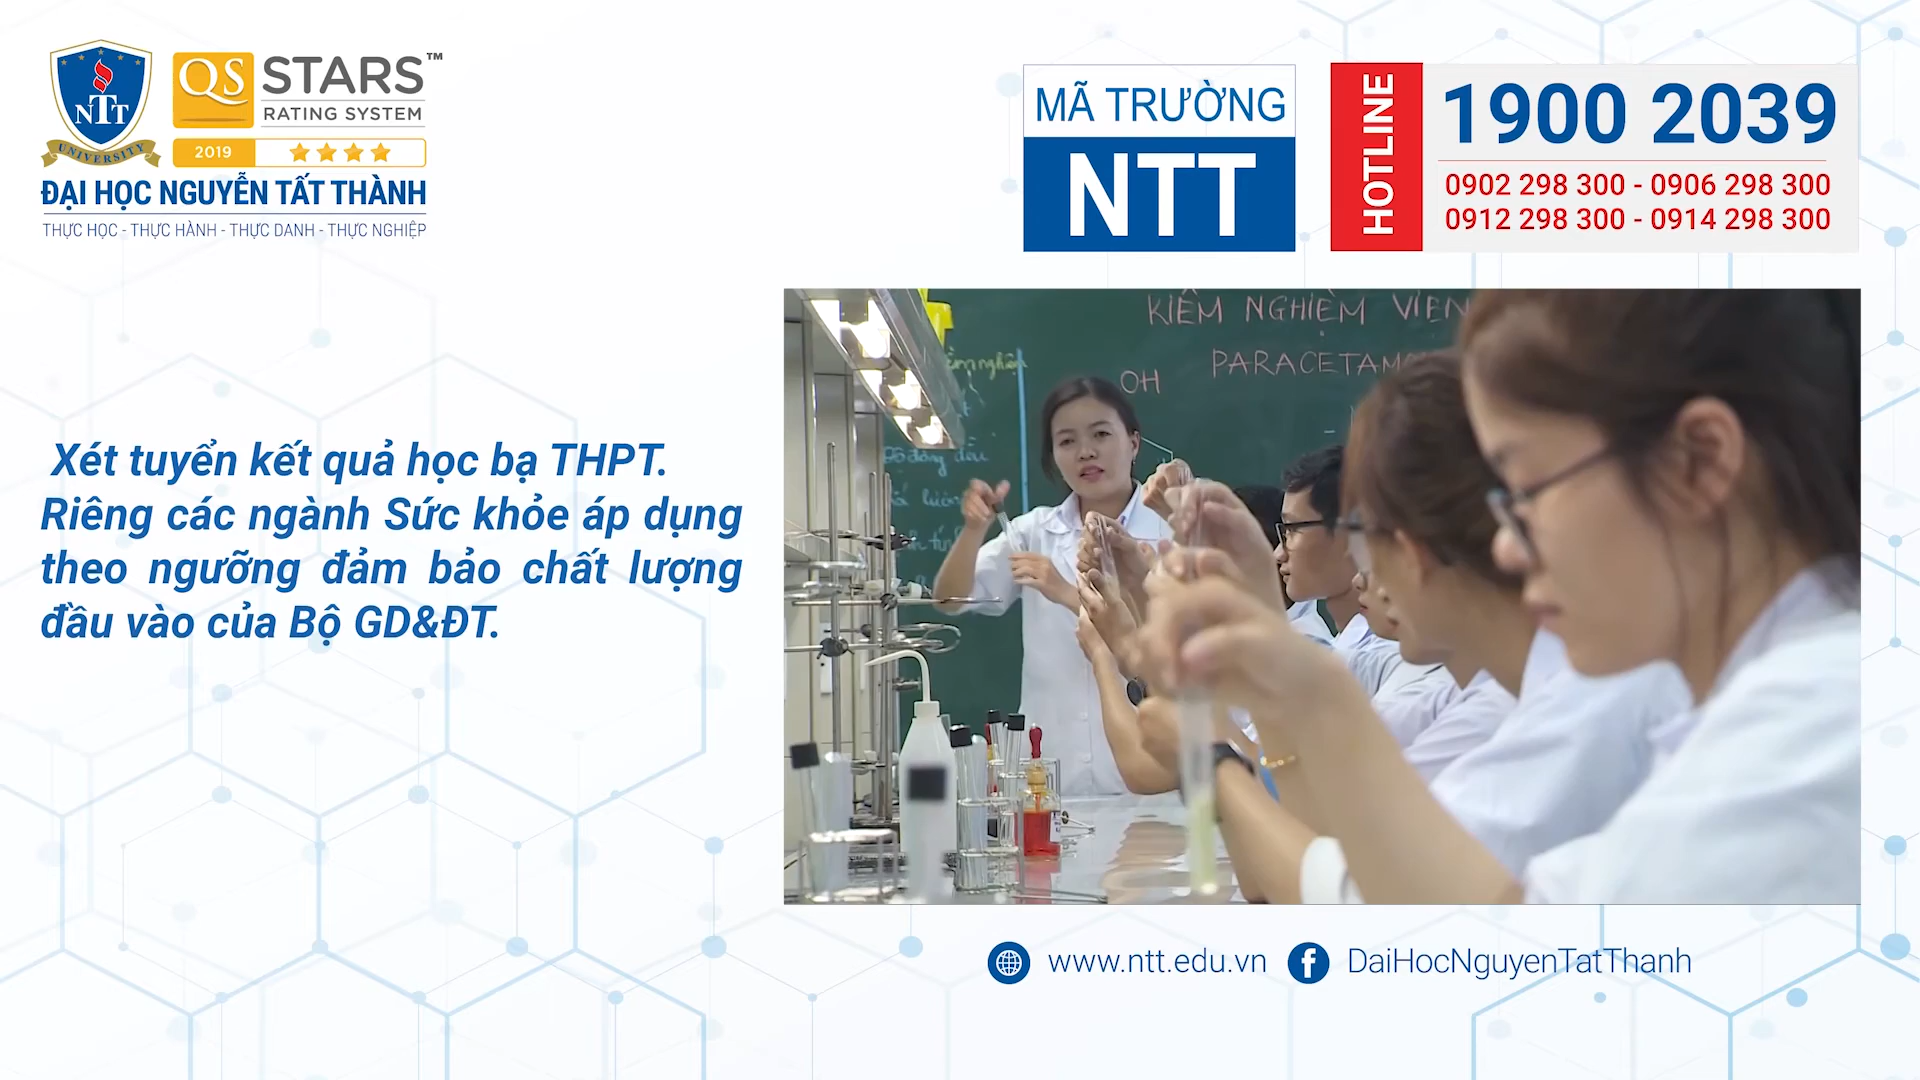 NTT
UNIVERSITY
QS STARS™
RATING SYSTEM
2019
ĐẠI HỌC NGUYỄN TẤT THÀNH
THỰC HỌC - THỰC HÀNH - THỰC DANH - THỰC NGHIỆP
MÃ TRƯỜNG
NTT
HOTLINE
1900 2039
0902 298 300 - 0906 298 300
0912 298 300 - 0914 298 300
Xét tuyển kết quả học bạ THPT.
Riêng các ngành Sức khỏe áp dụng
theo ngưỡng đảm bảo chất lượng
đầu vào của Bộ GD&ĐT.
KIỂM NGHIỆM VIÊN
OH
www.ntt.edu.vn
DaiHocNguyenTatThanh